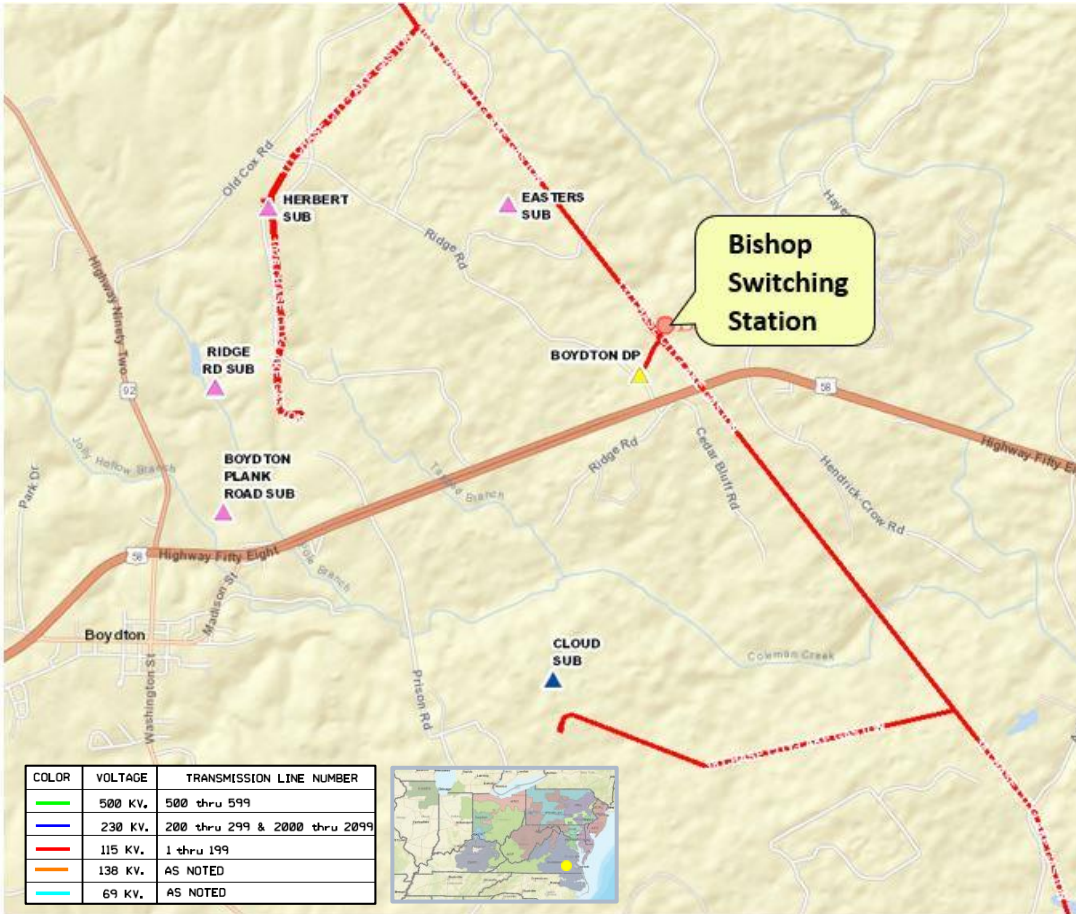 Old Cox Rd
HERBERT
SUB
EASTERS
SUB
Ridge Rd
Highway Ninety Two
92
Bishop
Switching
Station
RIDGE
RD SUB
BOYDTON DP
58
Highway Fifty
Jolly Hollow Branch
Park Dr
BOYDTON
PLANK
ROAD SUB
Ridge Rd
Cedar Bluff Rd
Hendrick-Crow Rd
58
Highway Fifty Eight
Madison St
Boydton
Washington St
Prison Rd
CLOUD
SUB
Coleman Creek
COLOR VOLTAGE TRANSMISSION LINE NUMBER
500 KV. 500 thru 599
230 KV. 200 thru 299 & 2000 thru 2099
115 KV. 1 thru 199
138 KV. AS NOTED
69 KV. AS NOTED